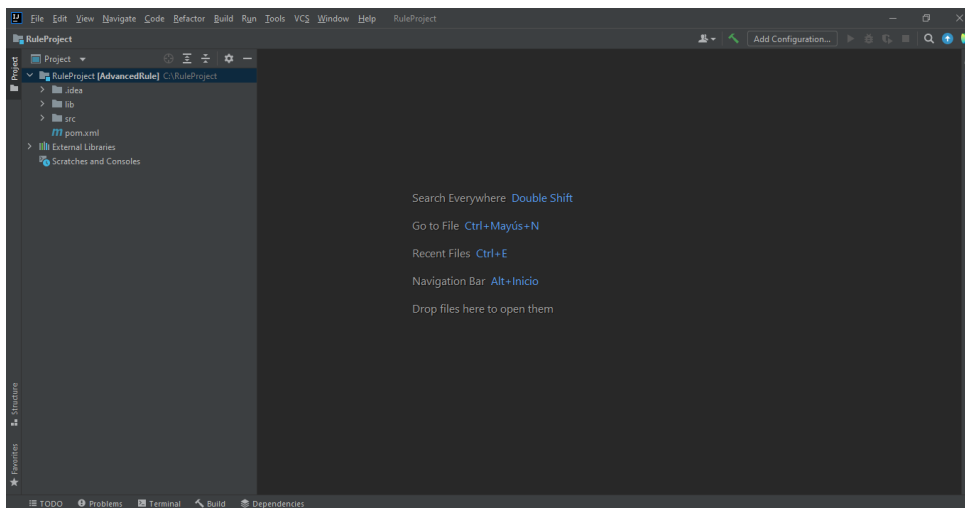 File Edit View Navigate Code Refactor Build Run Tools VCS Window Help RuleProject
RuleProject
Add Configuration...
Project
Project
RuleProject [AdvancedRule] C:\RuleProject
.idea
lib
src
pom.xml
External Libraries
Scratches and Consoles
Search Everywhere Double Shift
Go to File Ctrl+Mayús+N
Recent Files Ctrl+E
Navigation Bar Alt+Inicio
Drop files here to open them
Structure
Favorites
TODO Problems Terminal Build Dependencies